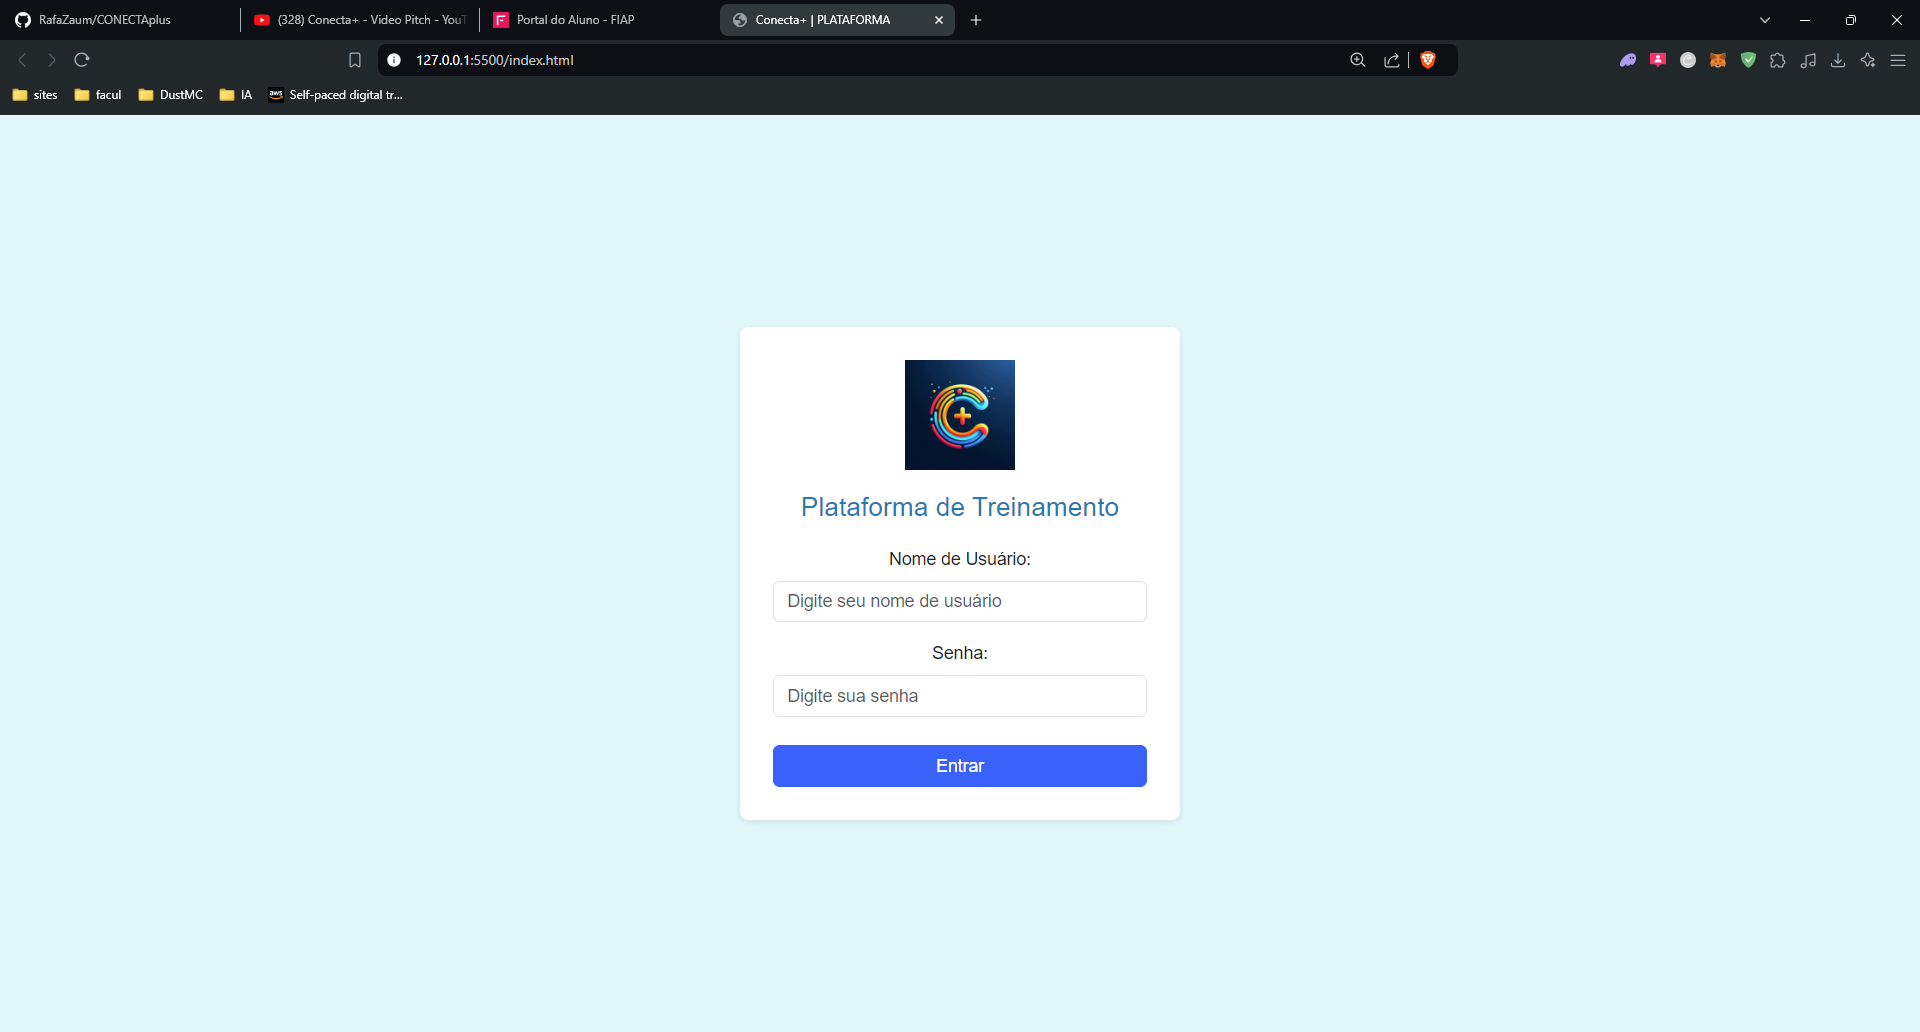 RafaZaum/CONECTAplus
(328) Conecta+ - Video Pitch - YouT
Portal do Aluno - FIAP
Conecta+ | PLATAFORMA
127.0.0.1:5500/index.html
sites
facul
DustMC
IA
aws
Self-paced digital tr...
C+
Plataforma de Treinamento
Nome de Usuário:
Digite seu nome de usuário
Senha:
Digite sua senha
Entrar